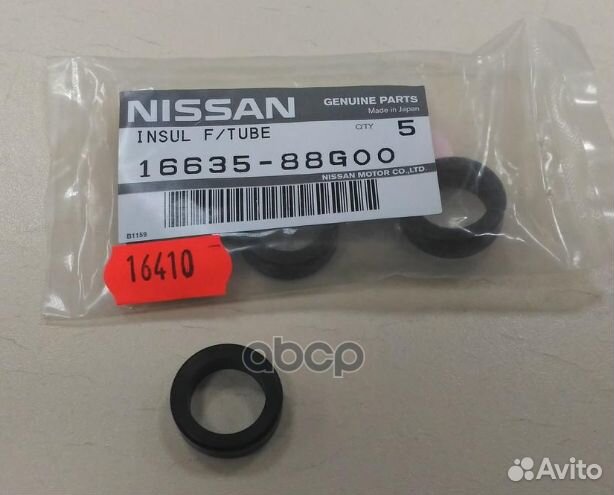 NISSAN GENUINE PARTS
Made in Japan
INSUL F/TUBE QTY 5
16635-88G00
NISSAN MOTOR CO.,LTD.
B1159
16410
abcp
Avito